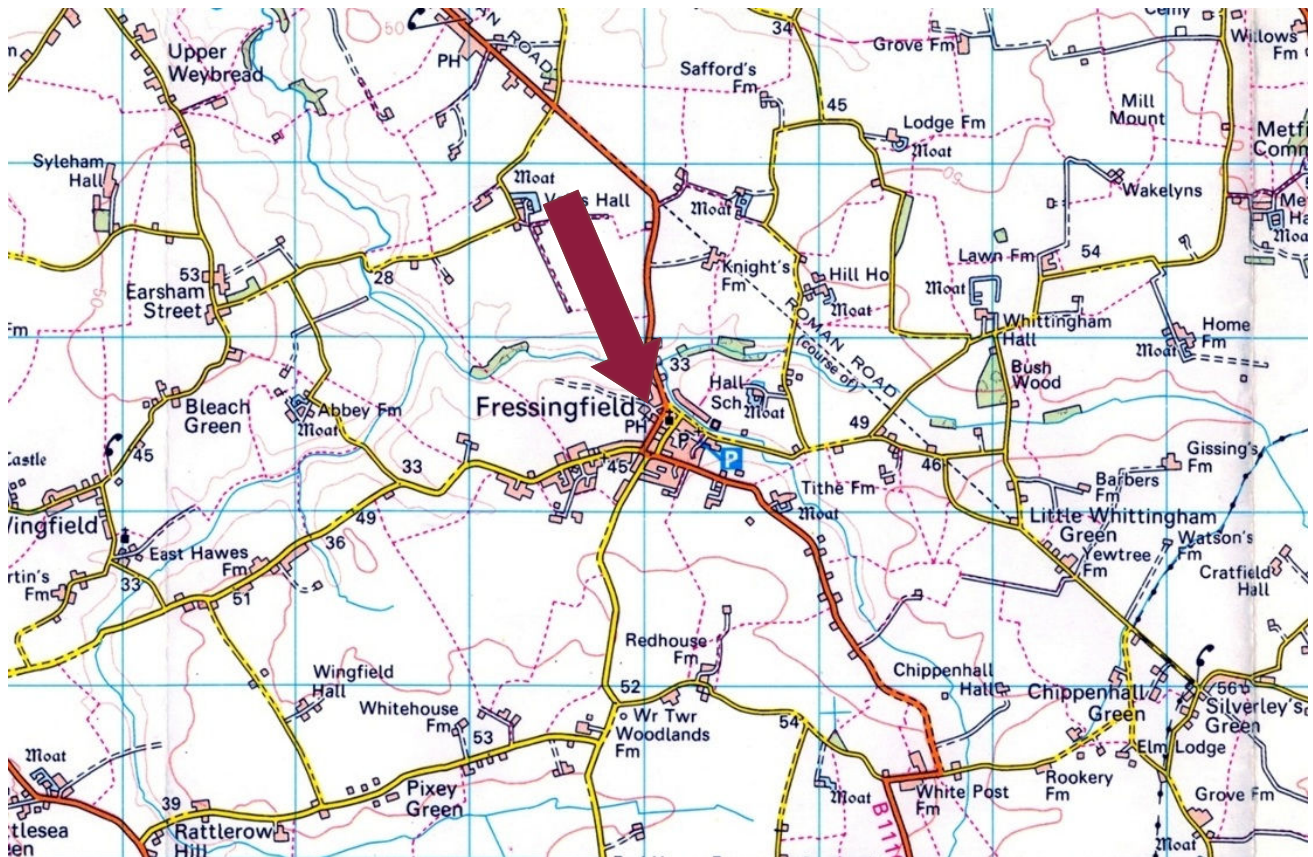 34
Upper
Weybread
PH
ROAD
Grove Fm
Willows
Fm
Safford's
Fm
45
Mill
Mount
Lodge Fm
Moat
Syleham
Hall
Moat
Hall
Moat
50
Wakelyns
53
Earsham
Street
28
Knight's
Fm
Hill Ho
Moat
Lawn Fm
54
Moat
ROMAN ROAD
(course of)
Whittingham
Hall
Home
Fm
Moat
50
33
Bleach
Green
Abbey Fm
Moat
Fressingfield
PH
Hall
Sch
Moat
Bush
Wood
45
33
45
P
P
49
46
Gissing's
Fm
Barbers
Fm
Tithe Fm
Moat
49
36
East Hawes
Fm
33
51
Little Whittingham
Green
Yewtree
Fm
Watson's
Fm
Cratfield
Hall
Redhouse
Fm
Wingfield
Hall
Whitehouse
Fm
52
Wr Twr
Woodlands
Fm
53
54
Chippenhall
Hall
Chippenhall
Green
56
Silverley's
Green
Elm Lodge
Moat
Pixey
Green
39
Rattlerow
Hill
Moat
White Post
Fm
Rookery
Fm
Grove Fm
Moat